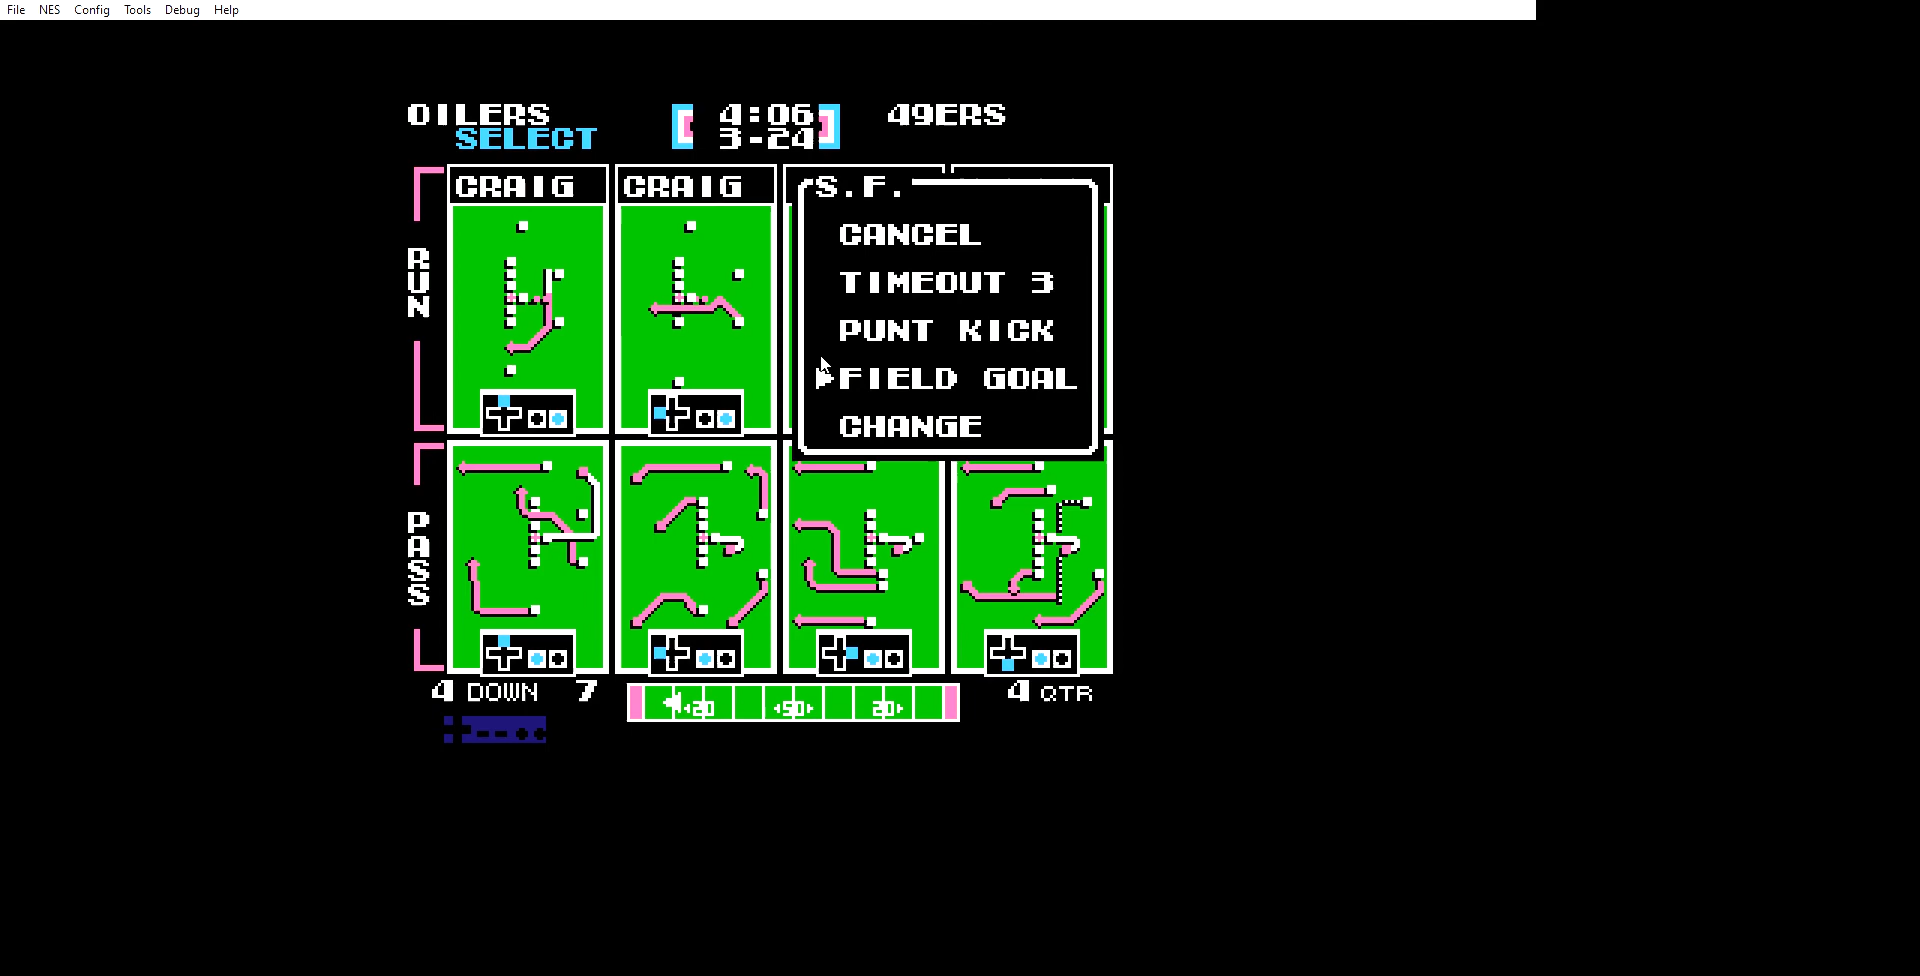 File NES Config Tools Debug Help
OILERS 4:06 49ERS
SELECT 3-24
CRAIG CRAIG S.F.
CANCEL
TIMEOUT 3
PUNT KICK
FIELD GOAL
CHANGE
RUN
PASS
4 DOWN 7 20 50 20 4 QTR